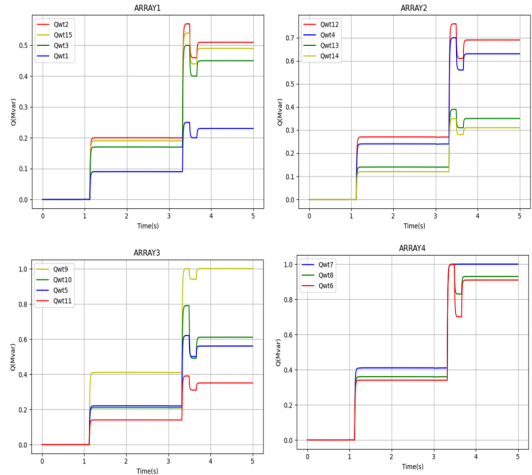 ARRAY1
Qwt2
Qwt15
Qwt3
Qwt1
Q(Mvar)
0.5
0.4
0.3
0.2
0.1
0.0
0 1 2 3 4 5
Time(s)
ARRAY2
Qwt12
Qwt4
Qwt13
Qwt14
Q(Mvar)
0.7
0.6
0.5
0.4
0.3
0.2
0.1
0.0
0 1 2 3 4 5
Time(s)
ARRAY3
Qwt9
Qwt10
Qwt5
Qwt11
Q(Mvar)
1.0
0.8
0.6
0.4
0.2
0.0
0 1 2 3 4 5
Time(s)
ARRAY4
Qwt7
Qwt8
Qwt6
Q(Mvar)
1.0
0.8
0.6
0.4
0.2
0.0
0 1 2 3 4 5
Time(s)